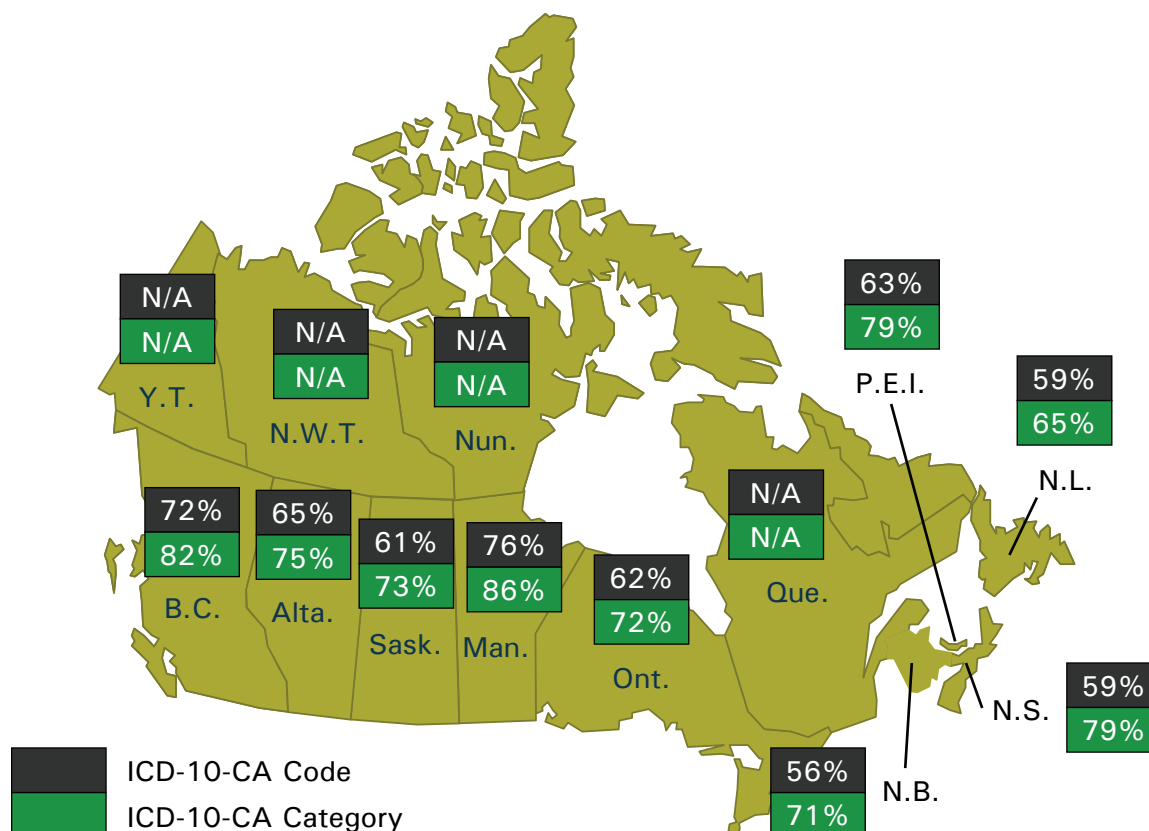 N/A
N/A
Y.T.
N/A
N/A
N.W.T.
N/A
N/A
Nun.
63%
79%
P.E.I.
59%
65%
N.L.
72%
82%
B.C.
65%
75%
Alta.
61%
73%
Sask.
76%
86%
Man.
62%
72%
Ont.
N/A
N/A
Que.
59%
79%
N.S.
56%
71%
N.B.
ICD-10-CA Code
ICD-10-CA Category